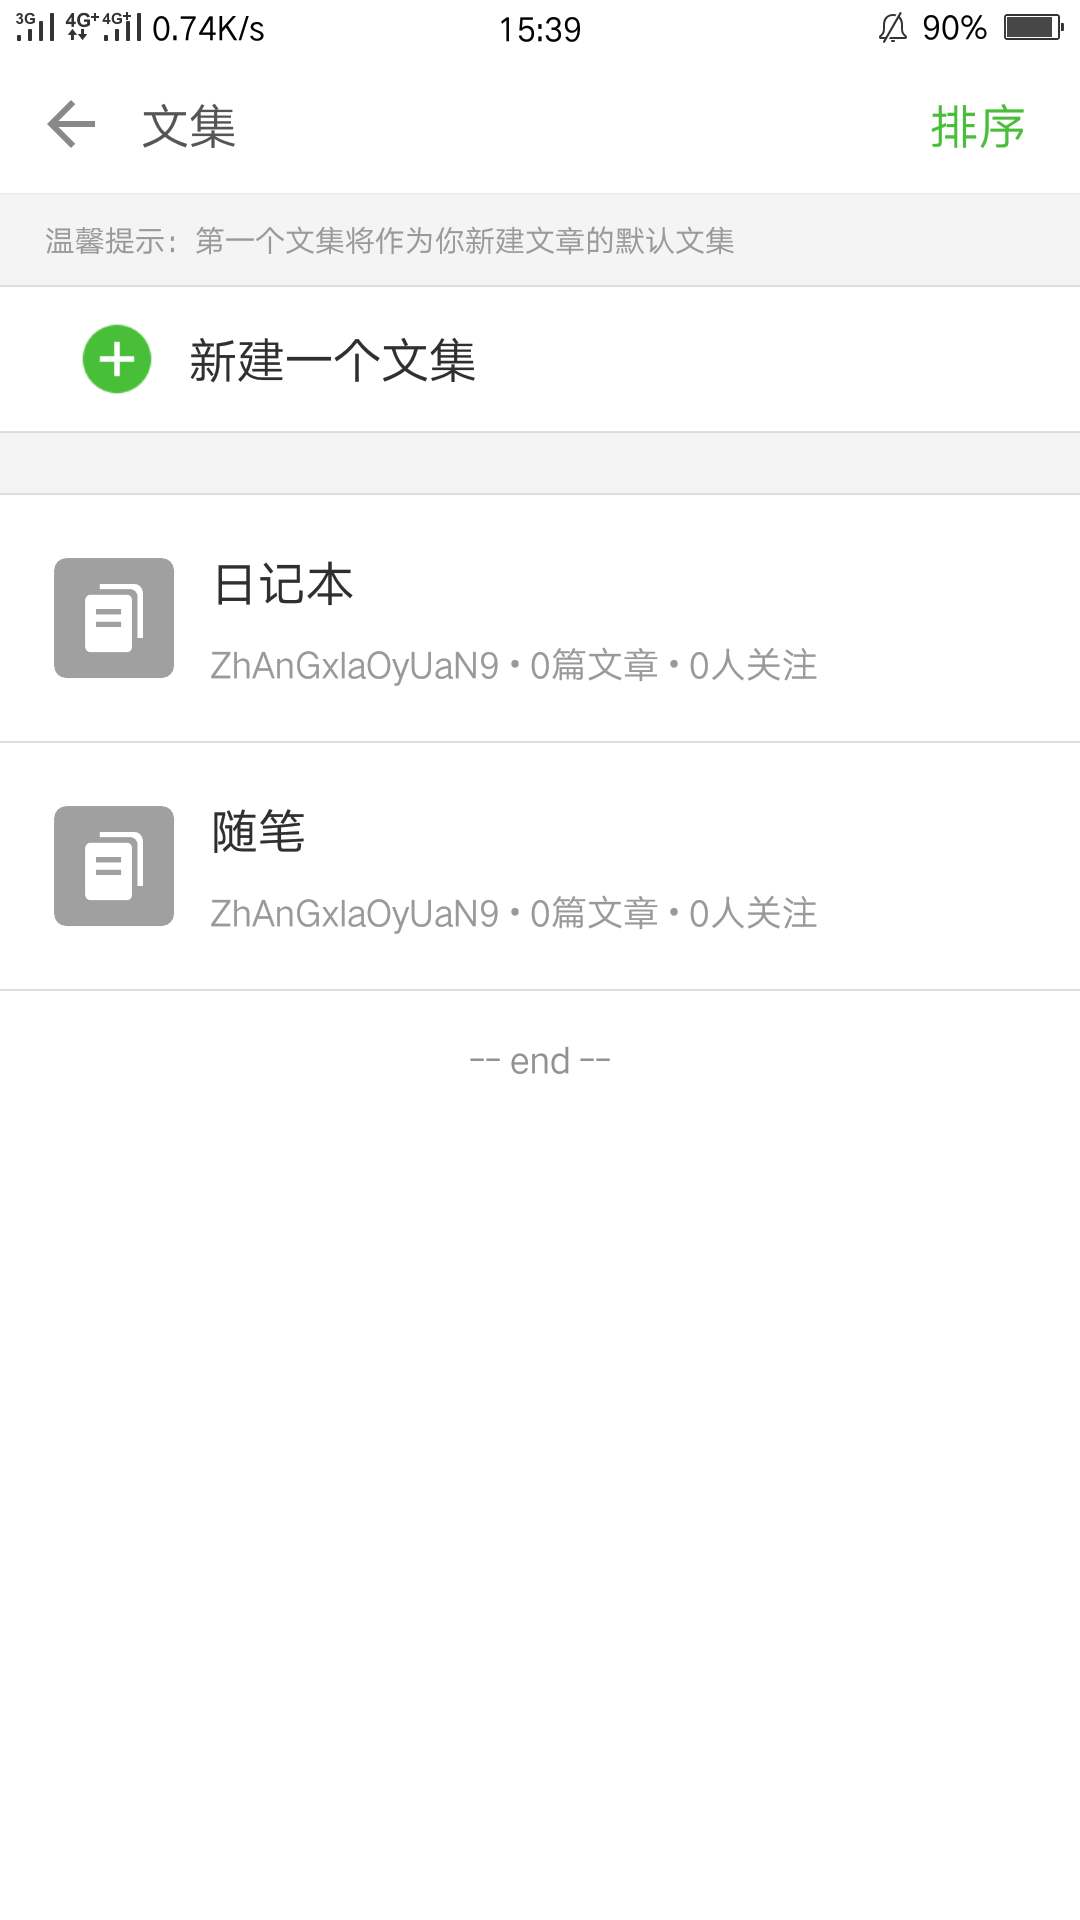 3G 4G+ 4G+ 0.74K/s 15:39 90%
文集 排序
温馨提示：第一个文集将作为你新建文章的默认文集
新建一个文集
日记本
ZhAnGxIaOyUaN9 • 0篇文章 • 0人关注
随笔
ZhAnGxIaOyUaN9 • 0篇文章 • 0人关注
-- end --